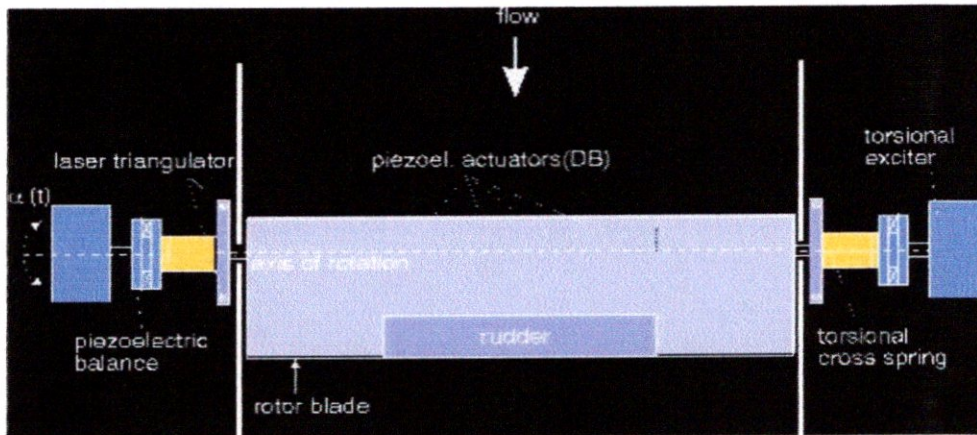 flow
laser triangulator
piezoel. actuators(DB)
torsional
exciter
α (t)
axis of rotation
rudder
piezoelectric
balance
torsional
cross spring
rotor blade